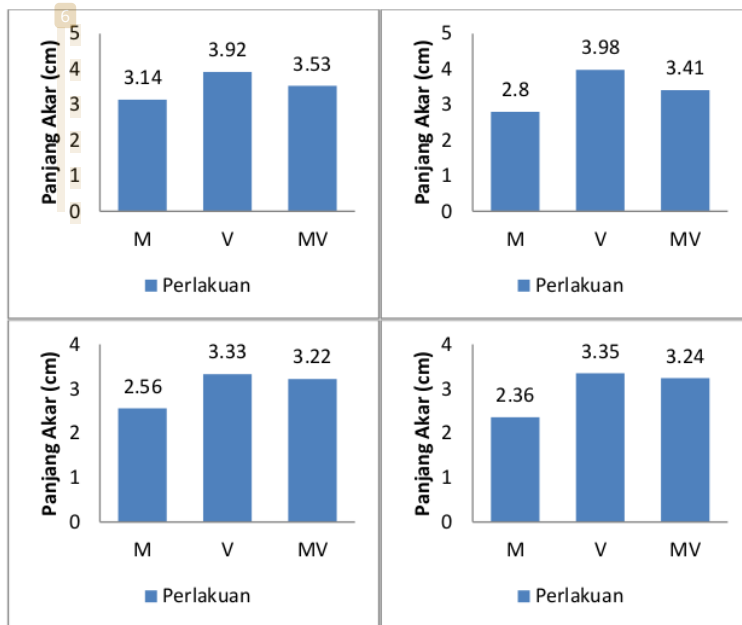 6
Panjang Akar (cm)
5
4
3
2
1
0
3.14
3.92
3.53
M V MV
Perlakuan
Panjang Akar (cm)
5
4
3
2
1
0
2.8
3.98
3.41
M V MV
Perlakuan
Panjang Akar (cm)
4
3
2
1
0
2.56
3.33
3.22
M V MV
Perlakuan
Panjang Akar (cm)
4
3
2
1
0
2.36
3.35
3.24
M V MV
Perlakuan